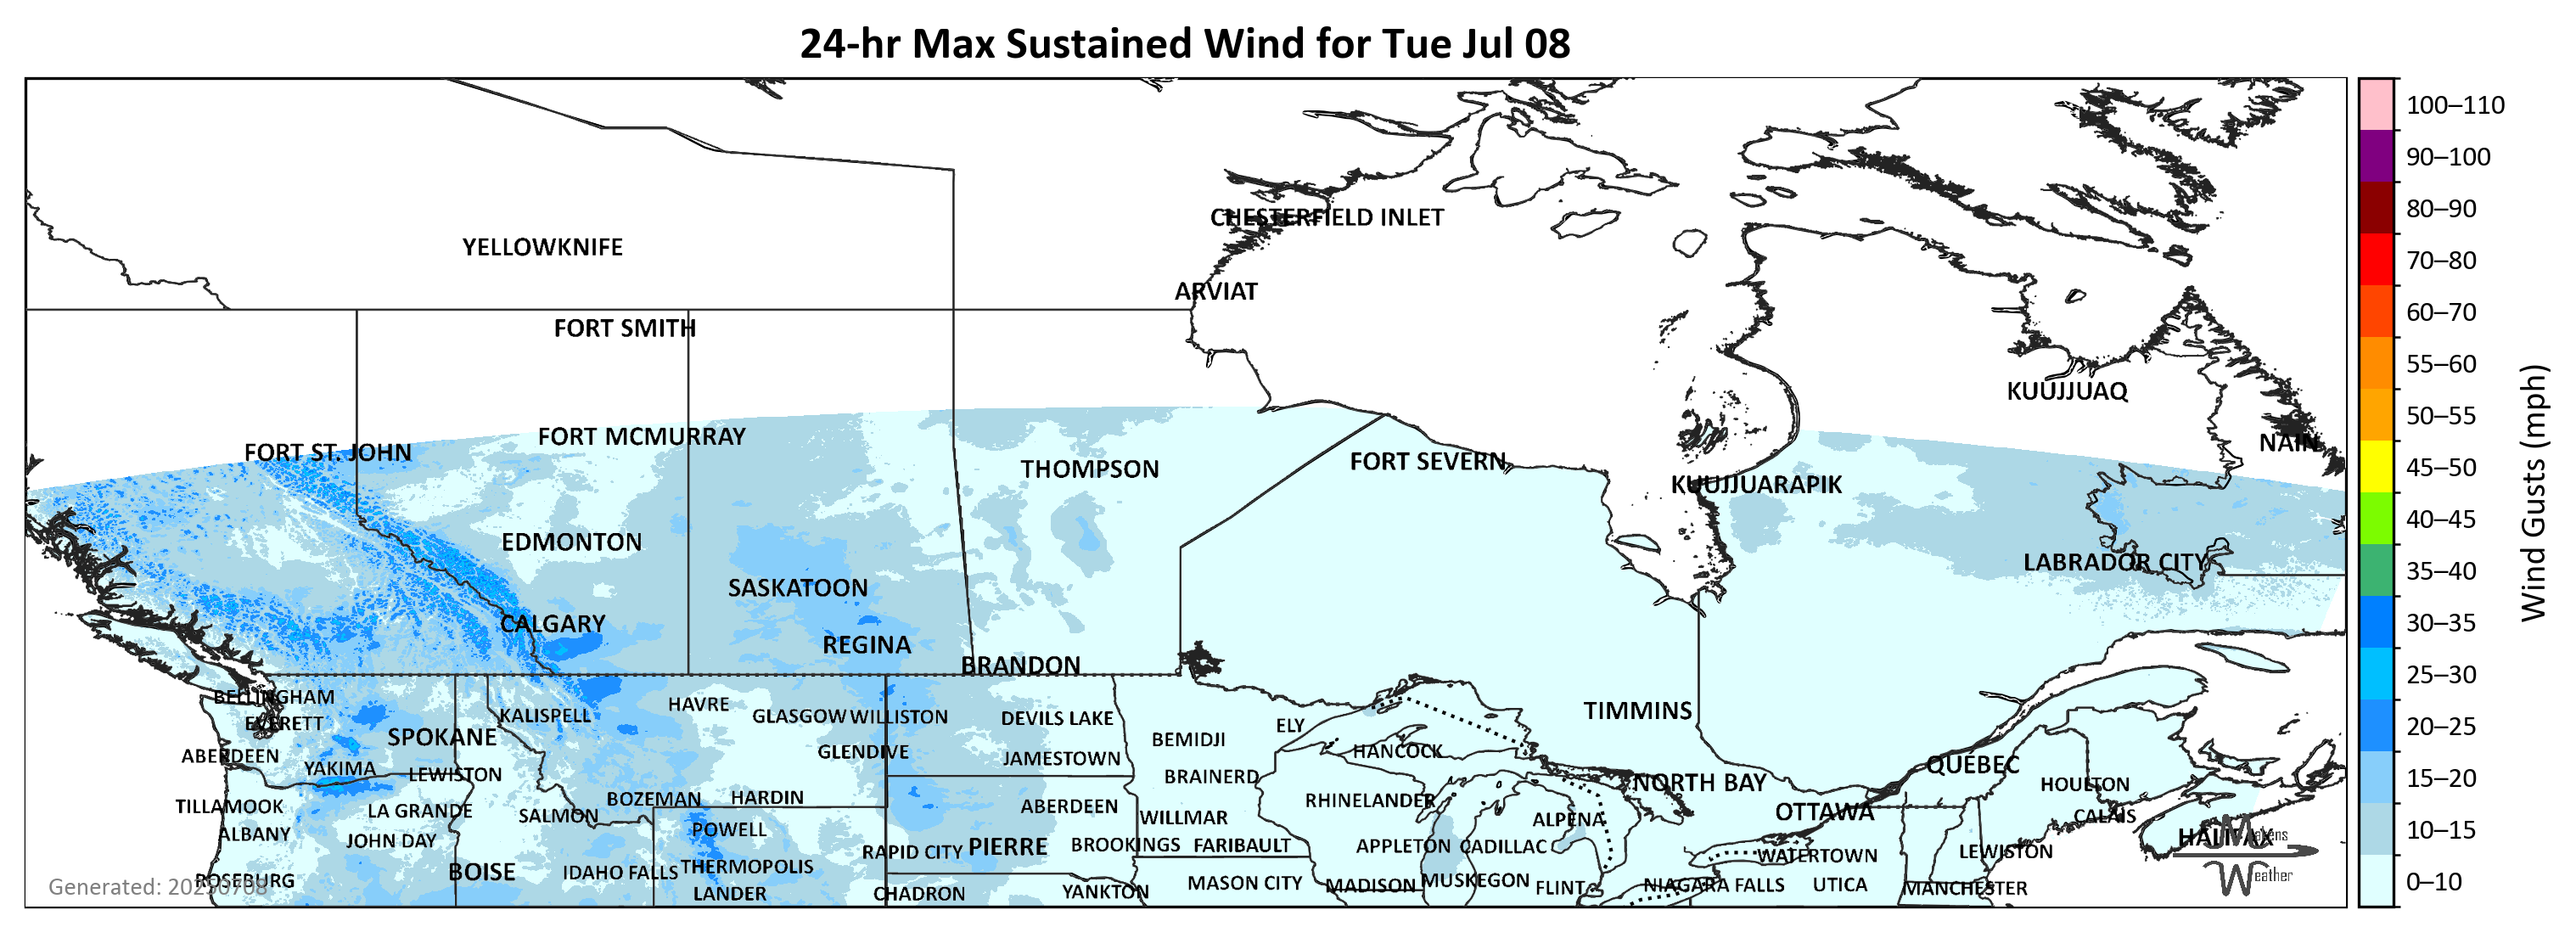 24-hr Max Sustained Wind for Tue Jul 08
100–110
90–100
80–90
70–80
60–70
55–60
50–55
45–50
40–45
35–40
30–35
25–30
20–25
15–20
10–15
0–10
Wind Gusts (mph)
CHESTERFIELD INLET
YELLOWKNIFE
ARVIAT
FORT SMITH
KUUJJUAQ
FORT MCMURRAY
NAIN
FORT ST. JOHN
FORT SEVERN
THOMPSON
KUUJJUARAPIK
EDMONTON
LABRADOR CITY
SASKATOON
CALGARY
REGINA
BRANDON
BELLINGHAM
HAVRE
TIMMINS
KALISPELL
GLASGOW
WILLISTON
DEVILS LAKE
EVERETT
ELY
SPOKANE
BEMIDJI
GLENDIVE
HANCOCK
ABERDEEN
JAMESTOWN
QUÉBEC
YAKIMA
LEWISTON
BRAINERD
NORTH BAY
HOULTON
BOZEMAN
HARDIN
RHINELANDER
TILLAMOOK
LA GRANDE
SALMON
ABERDEEN
WILLMAR
ALPENA
OTTAWA
CALAIS
ALBANY
JOHN DAY
POWELL
HALIFAX
Makens
Weather
RAPID CITY
PIERRE
BROOKINGS
FARIBAULT
APPLETON
CADILLAC
WATERTOWN
LEWISTON
BOISE
IDAHO FALLS
THERMOPOLIS
ROSEBURG
Generated: 20250708
LANDER
CHADRON
YANKTON
MASON CITY
MADISON
MUSKEGON
FLINT
NIAGARA FALLS
UTICA
MANCHESTER